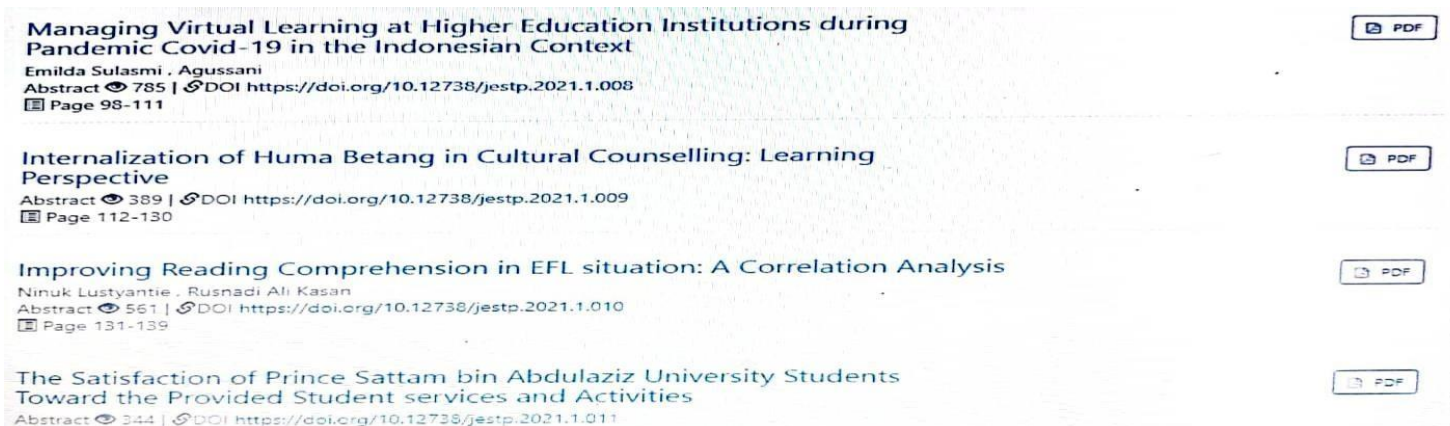 Managing Virtual Learning at Higher Education Institutions during
PDF
Pandemic Covid-19 in the Indonesian Context
Emilda Sulasmi , Agussani
Abstract 785 | DOI https://doi.org/10.12738/jestp.2021.1.008
Page 98-111
Internalization of Huma Betang in Cultural Counselling: Learning
PDF
Perspective
Abstract 389 | DOI https://doi.org/10.12738/jestp.2021.1.009
Page 112-130
Improving Reading Comprehension in EFL situation: A Correlation Analysis
PDF
Ninuk Lustyantie , Rusnadi Ali Kasan
Abstract 561 | DOI https://doi.org/10.12738/jestp.2021.1.010
Page 131-139
The Satisfaction of Prince Sattam bin Abdulaziz University Students
PDF
Toward the Provided Student services and Activities
Abstract 344 | DOI https://doi.org/10.12738/jestp.2021.1.011